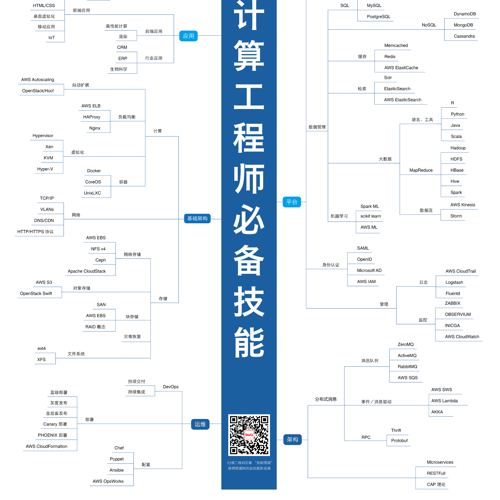 HTML/CSS
桌面虚拟化
移动应用
IoT
前端应用
高性能计算
渲染
后端应用
CRM
ERP
生物科学
行业应用
应用
AWS Autoscaling
OpenStack/Heat
自动扩展
AWS ELB
HAProxy
Nginx
负载均衡
计算
Hypervisor
Xen
KVM
Hyper-V
虚拟化
Docker
CoreOS
UnixLXC
容器
TCP/IP
VLANs
DNS/CDN
HTTP/HTTPS 协议
网络
基础架构
AWS EBS
NFS v4
Ceph
Apache CloudStack
网络存储
AWS S3
OpenStack Swift
对象存储
SAN
AWS EBS
RAID 概念
块存储
存储
灾难恢复
ext4
XFS
文件系统
持续交付
持续集成
DevOps
蓝绿部署
灰度发布
金丝雀发布
Canary 部署
PHOENIX 部署
AWS CloudFormation
部署
运维
Chef
Puppet
Ansible
AWS OpsWorks
配置
计算工程师必备技能
SQL
MySQL
PostgreSQL
NoSQL
DynamoDB
MongoDB
Cassandra
缓存
Memcached
Redis
AWS ElastiCache
检索
Solr
ElasticSearch
AWS ElasticSearch
数据管理
大数据
语言、工具
R
Python
Java
Scala
MapReduce
Hadoop
HDFS
HBase
Hive
Spark
数据流
AWS Kinesis
Storm
平台
机器学习
Spark ML
scikit learn
AWS ML
身份认证
SAML
OpenID
Microsoft AD
AWS IAM
管理
日志
AWS CloudTrail
Logstash
Fluentd
监控
ZABBIX
OBSERVIUM
INICGA
AWS CloudWatch
分布式消息
消息队列
ZeroMQ
ActiveMQ
RabbitMQ
AWS SQS
事件 / 消息驱动
AWS SWS
AWS Lambda
AKKA
架构
RPC
Thrift
Protobuf
Microservices
RESTFull
CAP 理论